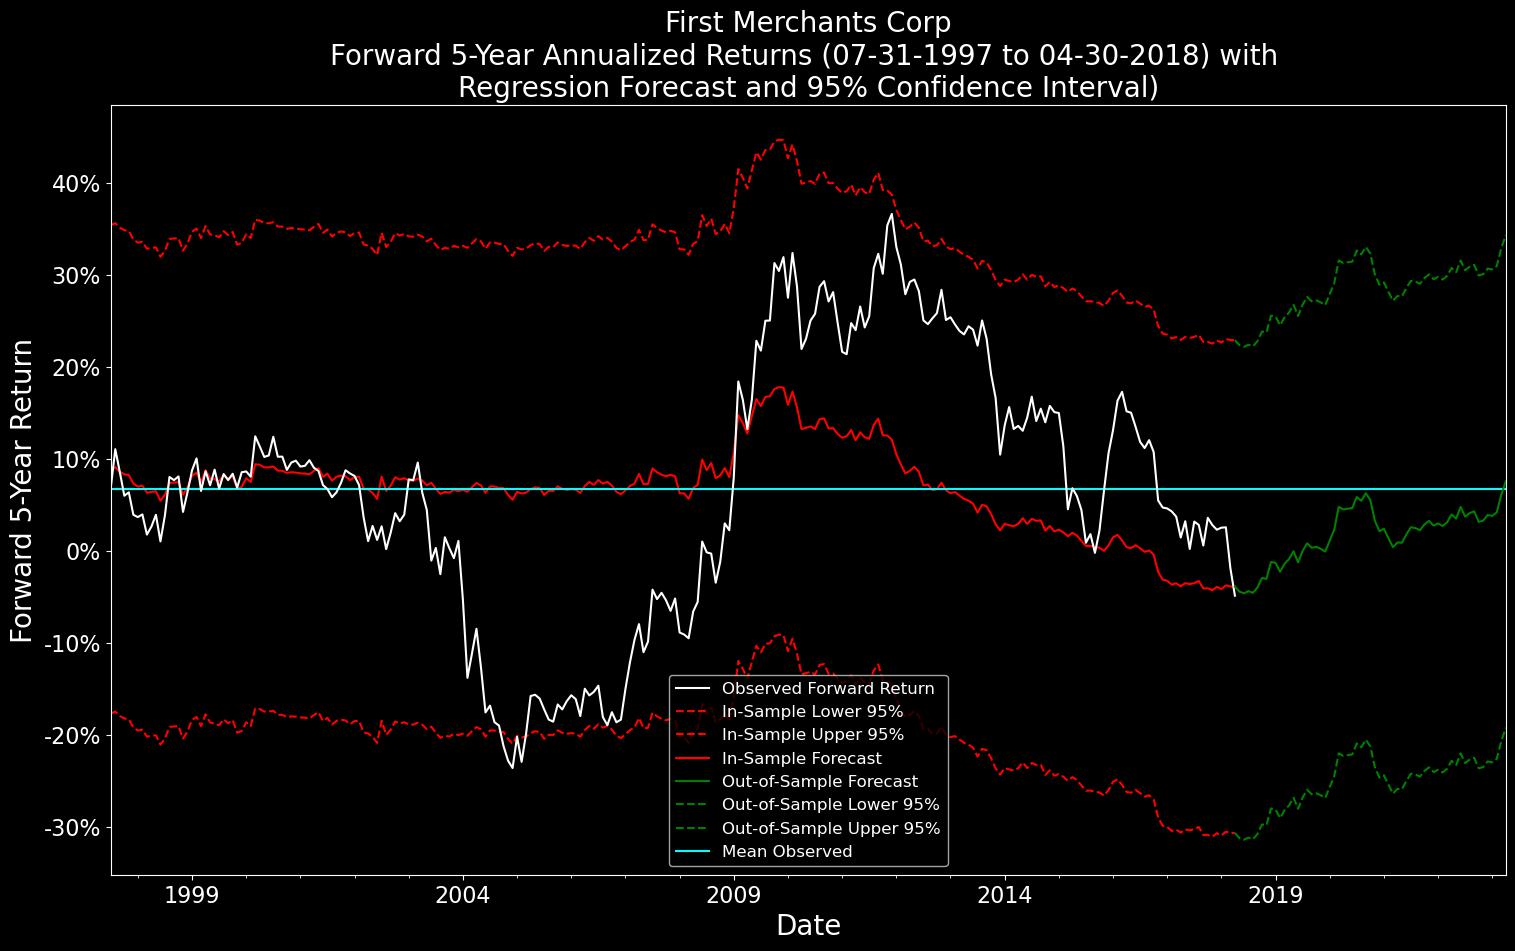 First Merchants Corp
Forward 5-Year Annualized Returns (07-31-1997 to 04-30-2018) with
Regression Forecast and 95% Confidence Interval)
Forward 5-Year Return
40%
30%
20%
10%
0%
-10%
-20%
-30%
Observed Forward Return
In-Sample Lower 95%
In-Sample Upper 95%
In-Sample Forecast
Out-of-Sample Forecast
Out-of-Sample Lower 95%
Out-of-Sample Upper 95%
Mean Observed
1999 2004 2009 2014 2019
Date